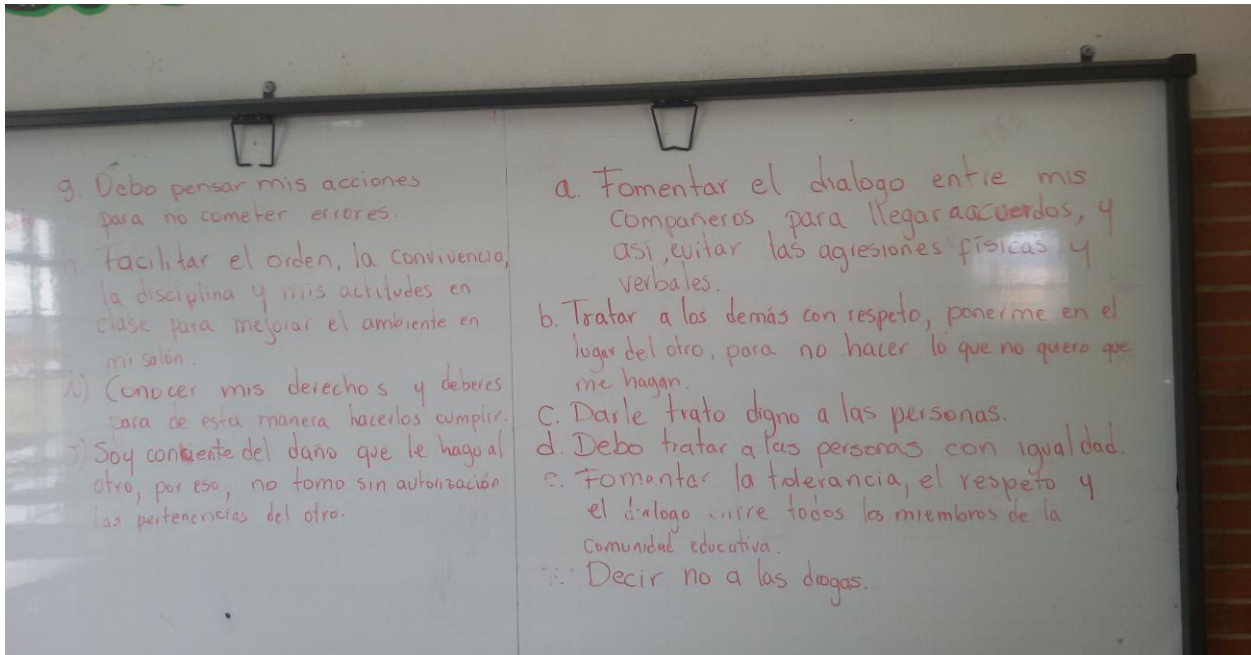 g. Debo pensar mis acciones
para no cometer errores.
h. Facilitar el orden, la convivencia,
la disciplina y mis actitudes en
clase para mejorar el ambiente en
mi salón.
Conocer mis derechos y deberes
para de esta manera hacerlos cumplir.
J) Soy conciente del daño que le hago al
otro, por eso, no tomo sin autorización
las pertenencias del otro.
a. Fomentar el dialogo entre mis
compañeros para llegar a acuerdos, y
así, evitar las agresiones físicas y
verbales.
b. Tratar a los demás con respeto, ponerme en el
lugar del otro, para no hacer lo que no quiero que
me hagan.
C. Darle trato digno a las personas.
d. Debo tratar a las personas con igualdad.
e. Fomentar la tolerancia, el respeto y
el dialogo entre todos los miembros de la
comunidad educativa.
Decir no a las drogas.